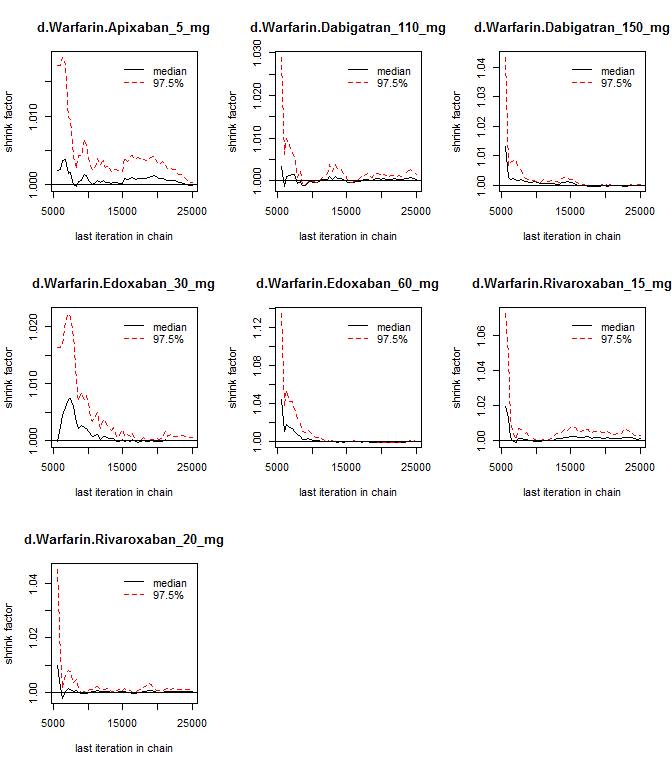 d.Warfarin.Apixaban_5_mg
median
97.5%
shrink factor
1.000
1.010
5000
15000
25000
last iteration in chain
d.Warfarin.Dabigatran_110_mg
median
97.5%
shrink factor
1.000
1.010
1.020
1.030
5000
15000
25000
last iteration in chain
d.Warfarin.Dabigatran_150_mg
median
97.5%
shrink factor
1.00
1.01
1.02
1.03
1.04
5000
15000
25000
last iteration in chain
d.Warfarin.Edoxaban_30_mg
median
97.5%
shrink factor
1.000
1.010
1.020
5000
15000
25000
last iteration in chain
d.Warfarin.Edoxaban_60_mg
median
97.5%
shrink factor
1.00
1.04
1.08
1.12
5000
15000
25000
last iteration in chain
d.Warfarin.Rivaroxaban_15_mg
median
97.5%
shrink factor
1.00
1.02
1.04
1.06
5000
15000
25000
last iteration in chain
d.Warfarin.Rivaroxaban_20_mg
median
97.5%
shrink factor
1.00
1.02
1.04
5000
15000
25000
last iteration in chain